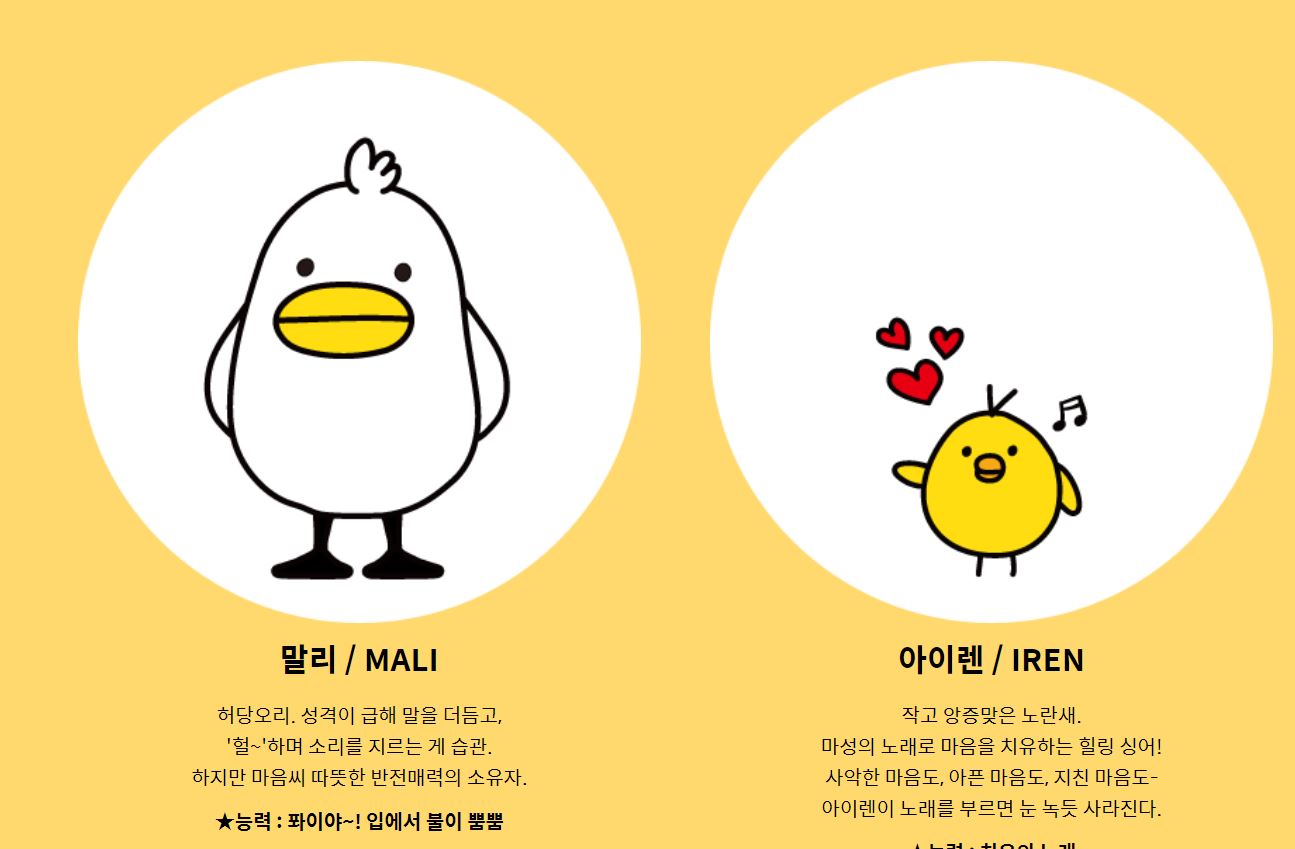 말리 / MALI
허당오리. 성격이 급해 말을 더듬고,
'헐~'하며 소리를 지르는 게 습관.
하지만 마음씨 따뜻한 반전매력의 소유자.
★능력 : 퐈이야~! 입에서 불이 뿜뿜
아이렌 / IREN
작고 앙증맞은 노란새.
마성의 노래로 마음을 치유하는 힐링 싱어!
사악한 마음도, 아픈 마음도, 지친 마음도-
아이렌이 노래를 부르면 눈 녹듯 사라진다.